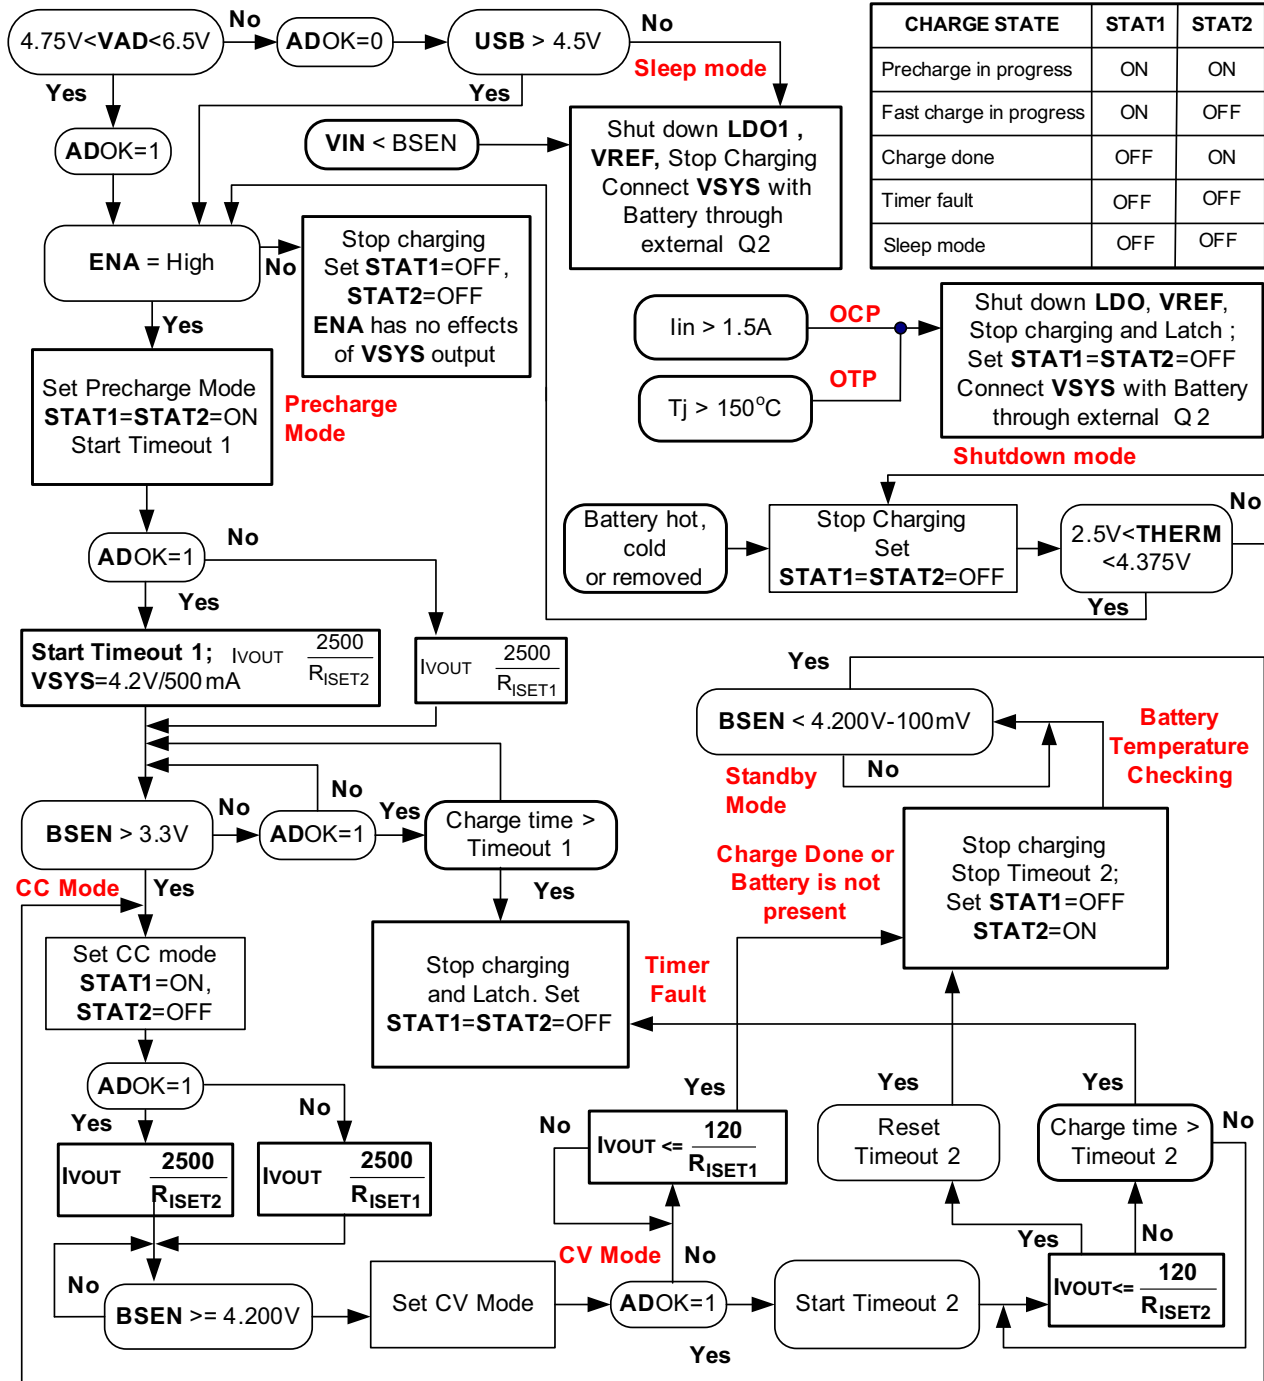 4.75V<VAD<6.5V
No
ADOK=0
USB > 4.5V
No
Sleep mode
Yes
Yes
ADOK=1
VIN < BSEN
Shut down LDO1 ,
VREF, Stop Charging
Connect VSYS with
Battery through
external Q2
CHARGE STATE STAT1 STAT2
Precharge in progress ON ON
Fast charge in progress ON OFF
Charge done OFF ON
Timer fault OFF OFF
Sleep mode OFF OFF
ENA = High
No
Stop charging
Set STAT1=OFF,
STAT2=OFF
ENA has no effects
of VSYS output
Yes
Iin > 1.5A
OCP
Tj > 150°C
OTP
Shut down LDO, VREF,
Stop charging and Latch ;
Set STAT1=STAT2=OFF
Connect VSYS with Battery
through external Q2
Shutdown mode
Set Precharge Mode
STAT1=STAT2=ON
Start Timeout 1
Precharge
Mode
Battery hot,
cold
or removed
Stop Charging
Set
STAT1=STAT2=OFF
2.5V<THERM
<4.375V
No
Yes
ADOK=1
No
Yes
Start Timeout 1; IVOUT 2500
RISET2
VSYS=4.2V/500mA
IVOUT 2500
RISET1
Yes
BSEN < 4.200V-100mV
No
Standby
Mode
Battery
Temperature
Checking
BSEN > 3.3V
No
ADOK=1
No
Yes
Charge time >
Timeout 1
Yes
CC Mode
Yes
Charge Done or
Battery is not
present
Stop charging
Stop Timeout 2;
Set STAT1=OFF
STAT2=ON
Set CC mode
STAT1=ON,
STAT2=OFF
Stop charging
and Latch. Set
STAT1=STAT2=OFF
Timer
Fault
ADOK=1
Yes
No
IVOUT 2500
RISET2
IVOUT 2500
RISET1
No
Yes
IVOUT <= 120
RISET1
Yes
Reset
Timeout 2
Yes
Charge time >
Timeout 2
No
No
BSEN >= 4.200V
Set CV Mode
CV Mode
No
ADOK=1
Yes
Start Timeout 2
Yes
No
IVOUT<= 120
RISET2